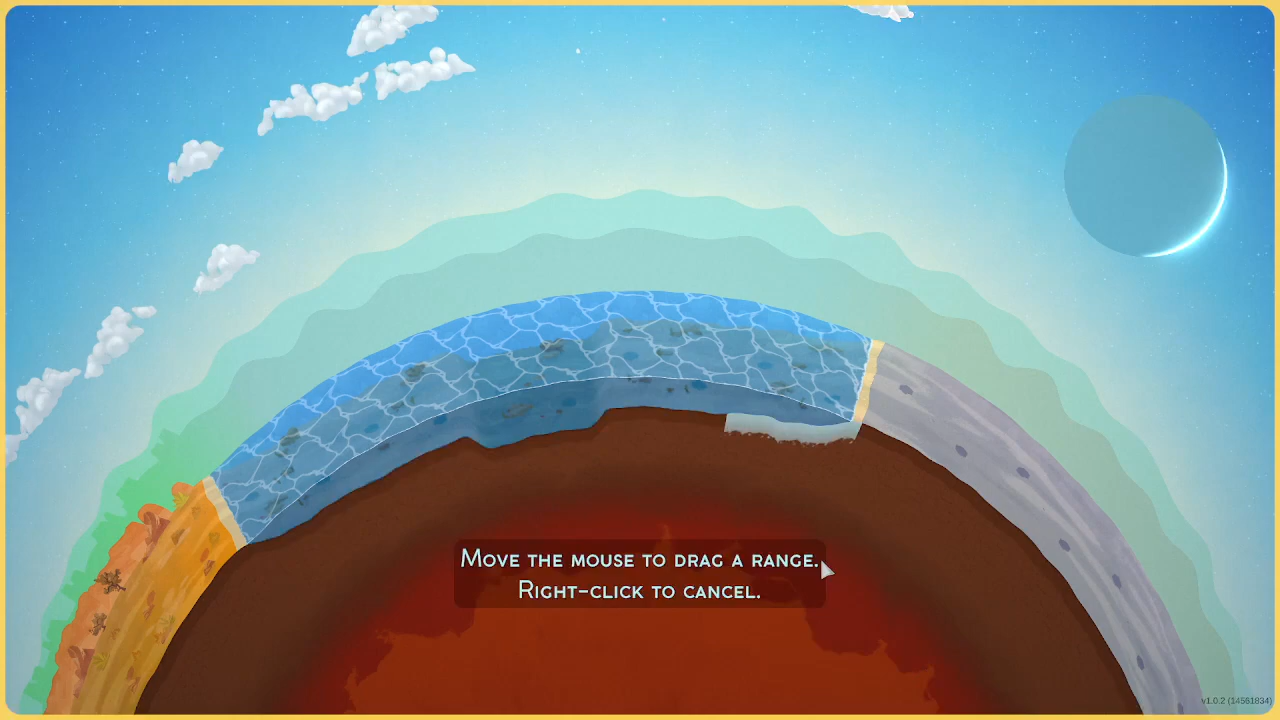 Move the mouse to drag a range.
Right-click to cancel.
v1.0.2 (14561834)